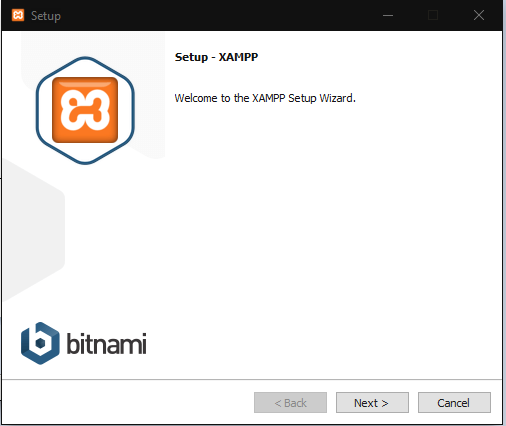 Setup
Setup - XAMPP
Welcome to the XAMPP Setup Wizard.
bitnami
< Back
Next >
Cancel